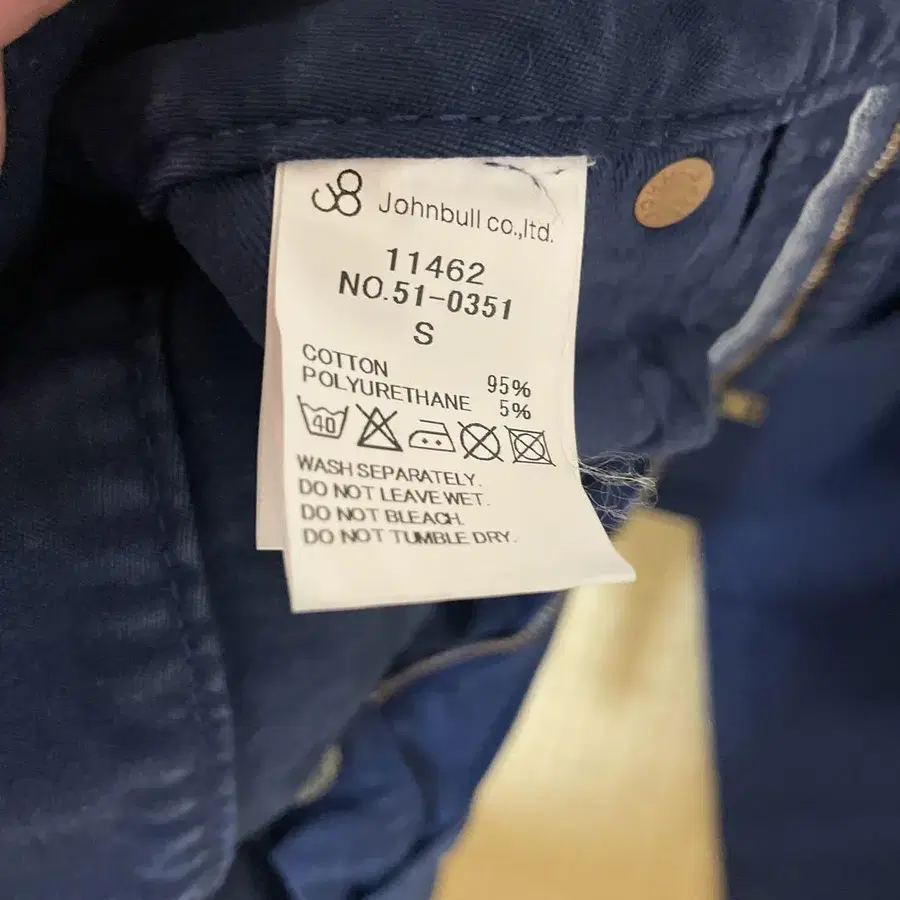 Johnbull co.,ltd.
11462
NO.51-0351
S
COTTON 95%
POLYURETHANE 5%
40
WASH SEPARATELY.
DO NOT LEAVE WET.
DO NOT BLEACH.
DO NOT TUMBLE DRY.